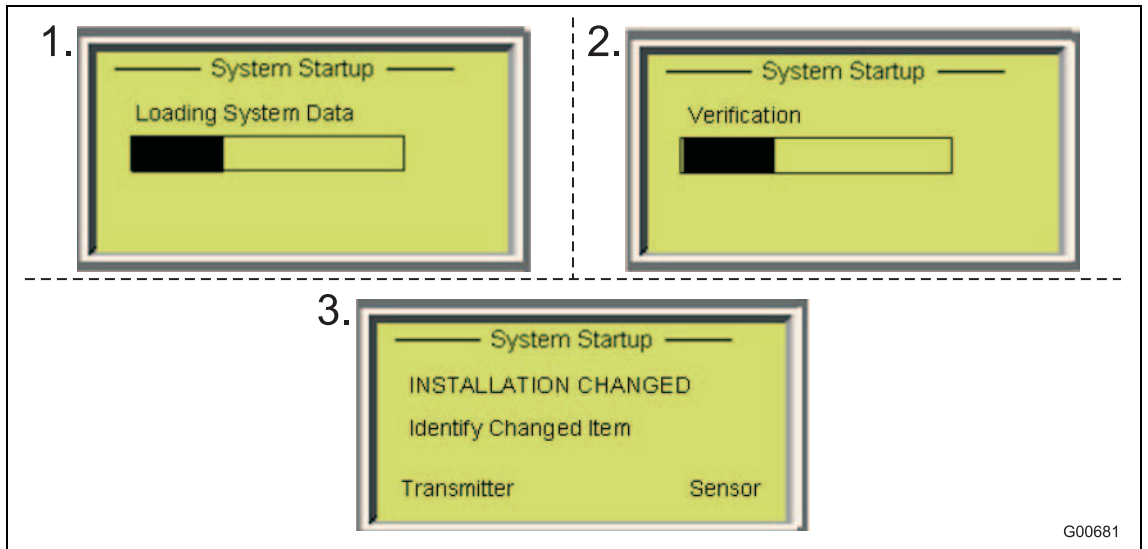 1.
System Startup
Loading System Data
2.
System Startup
Verification
3.
System Startup
INSTALLATION CHANGED
Identify Changed Item
Transmitter Sensor
G00681